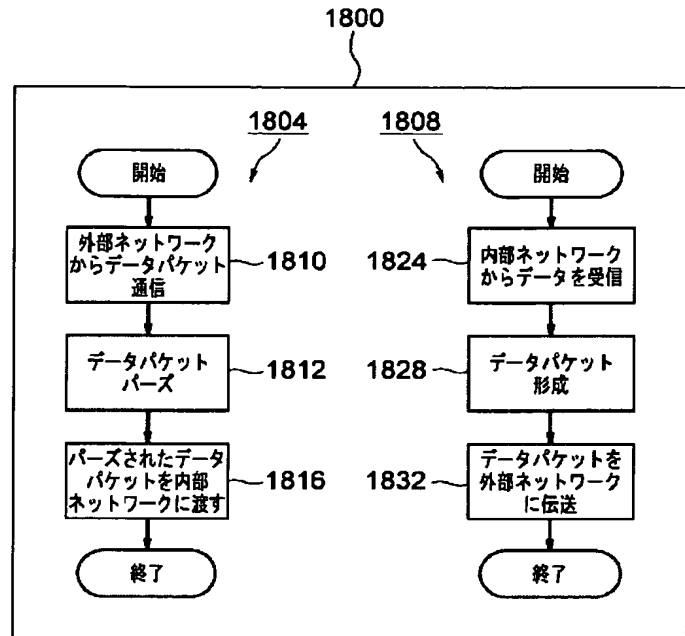 1800
1804
開始
外部ネットワーク
からデータパケット
通信
1810
データパケット
パーズ
1812
パーズされたデータ
パケットを内部
ネットワークに渡す
1816
終了
1808
開始
1824
内部ネットワーク
からデータを受信
1828
データパケット
形成
1832
データパケットを
外部ネットワーク
に伝送
終了